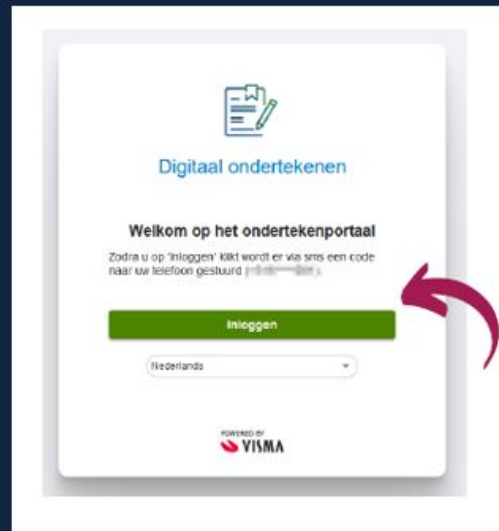 Digitaal ondertekenen
Welkom op het ondertekenportaal
Zodra u op 'Inloggen' klikt wordt er via sms een code
naar uw telefoon gestuurd
Inloggen
Nederlands
POWERED BY
VISMA